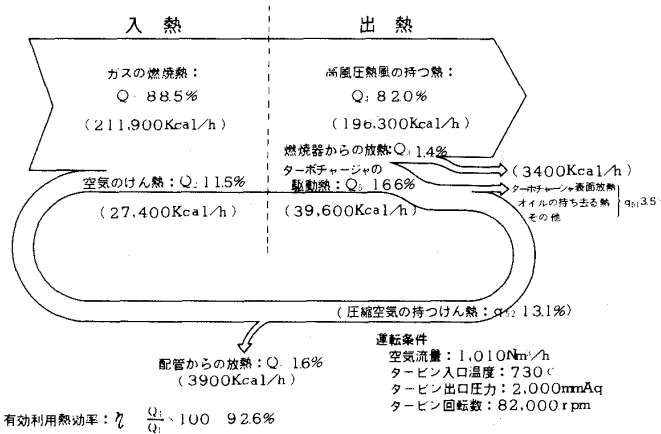 入熱
出熱
ガスの燃焼熱:
Q 88.5%
(211,900Kcal/h)
高風圧熱風の持つ熱:
Q₄ 82.0%
(196,300Kcal/h)
燃焼器からの放熱:Q₃ 1.4%
(3400Kcal/h)
空気のけん熱:Q₂ 11.5%
(27,400Kcal/h)
ターボチャージャの
駆動熱:Q₅ 16.6%
(39,600Kcal/h)
ターボチャージャ表面放熱
オイルの持ち去る熱
その他
q₅₁ 3.5
(圧縮空気の持つけん熱:q₅₂ 13.1%)
配管からの放熱:Q 1.6%
(3900Kcal/h)
運転条件
空気流量:1,010Nm³/h
タービン入口温度:730℃
タービン出口圧力:2,000mmAq
タービン回転数:82,000rpm
有効利用熱効率:η Q₄/Q₁ 100 92.6%